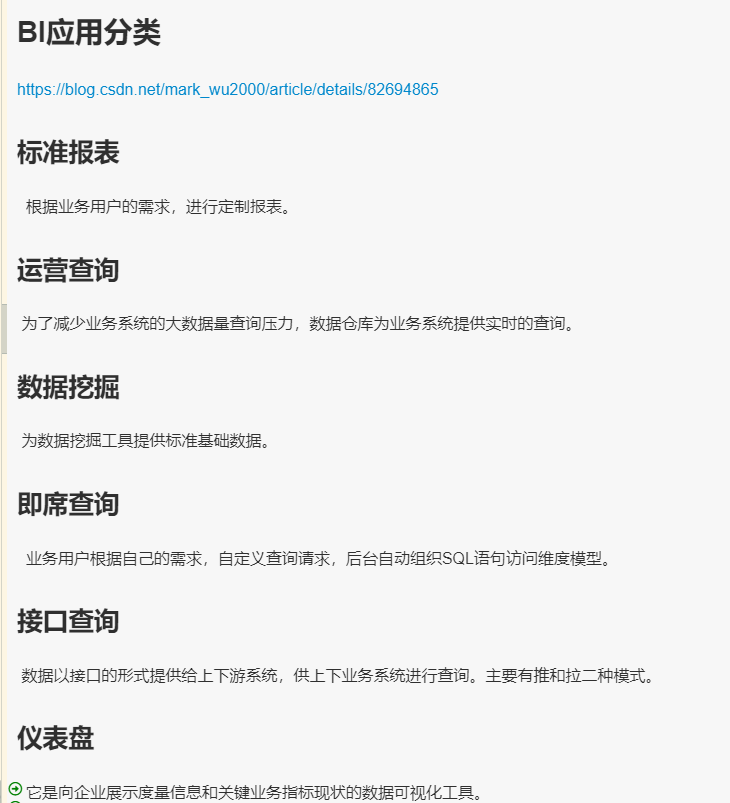 BI应用分类
https://blog.csdn.net/mark_wu2000/article/details/82694865
标准报表
根据业务用户的需求，进行定制报表。
运营查询
为了减少业务系统的大数据量查询压力，数据仓库为业务系统提供实时的查询。
数据挖掘
为数据挖掘工具提供标准基础数据。
即席查询
业务用户根据自己的需求，自定义查询请求，后台自动组织SQL语句访问维度模型。
接口查询
数据以接口的形式提供给上下游系统，供上下业务系统进行查询。主要有推和拉二种模式。
仪表盘
它是向企业展示度量信息和关键业务指标现状的数据可视化工具。